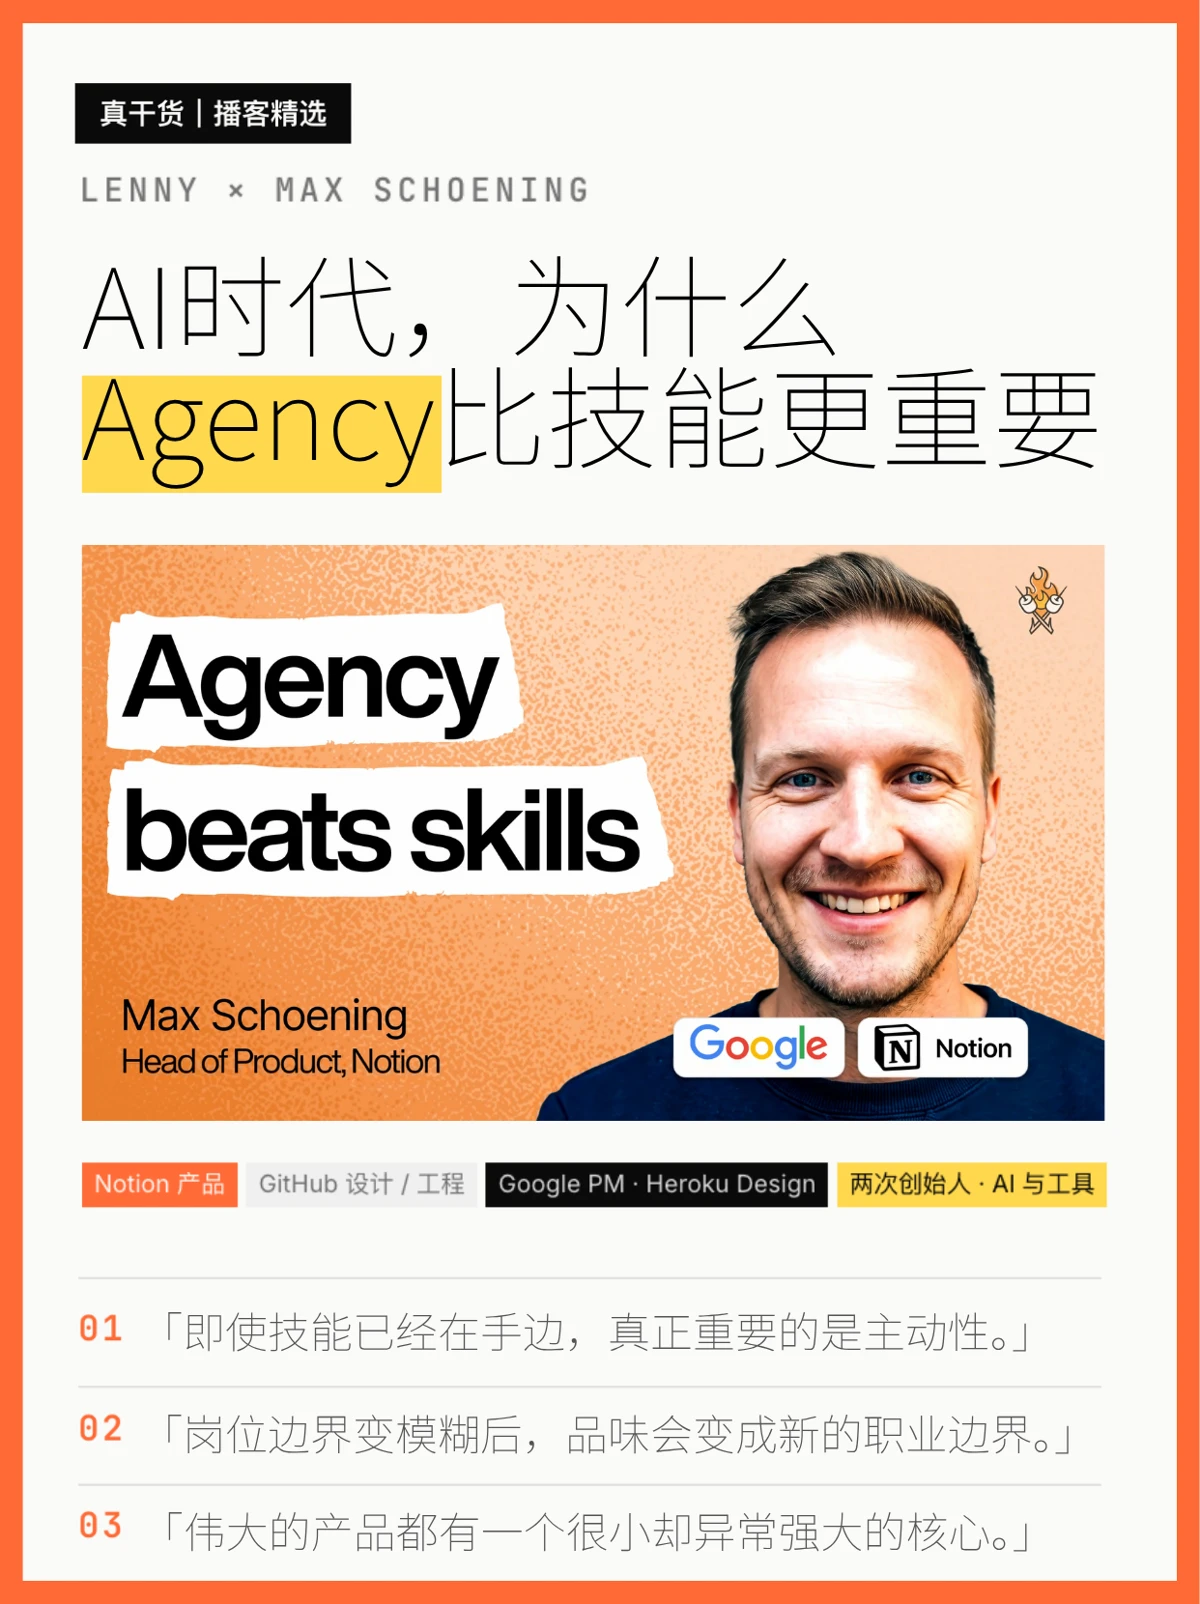 真干货｜播客精选
LENNY × MAX SCHOENING
AI时代，为什么
Agency比技能更重要
Agency
beats skills
Max Schoening
Head of Product, Notion
Google
Notion
Notion 产品
GitHub 设计 / 工程
Google PM · Heroku Design
两次创始人 · AI 与工具
01 「即使技能已经在手边，真正重要的是主动性。」
02 「岗位边界变模糊后，品味会变成新的职业边界。」
03 「伟大的产品都有一个很小却异常强大的核心。」